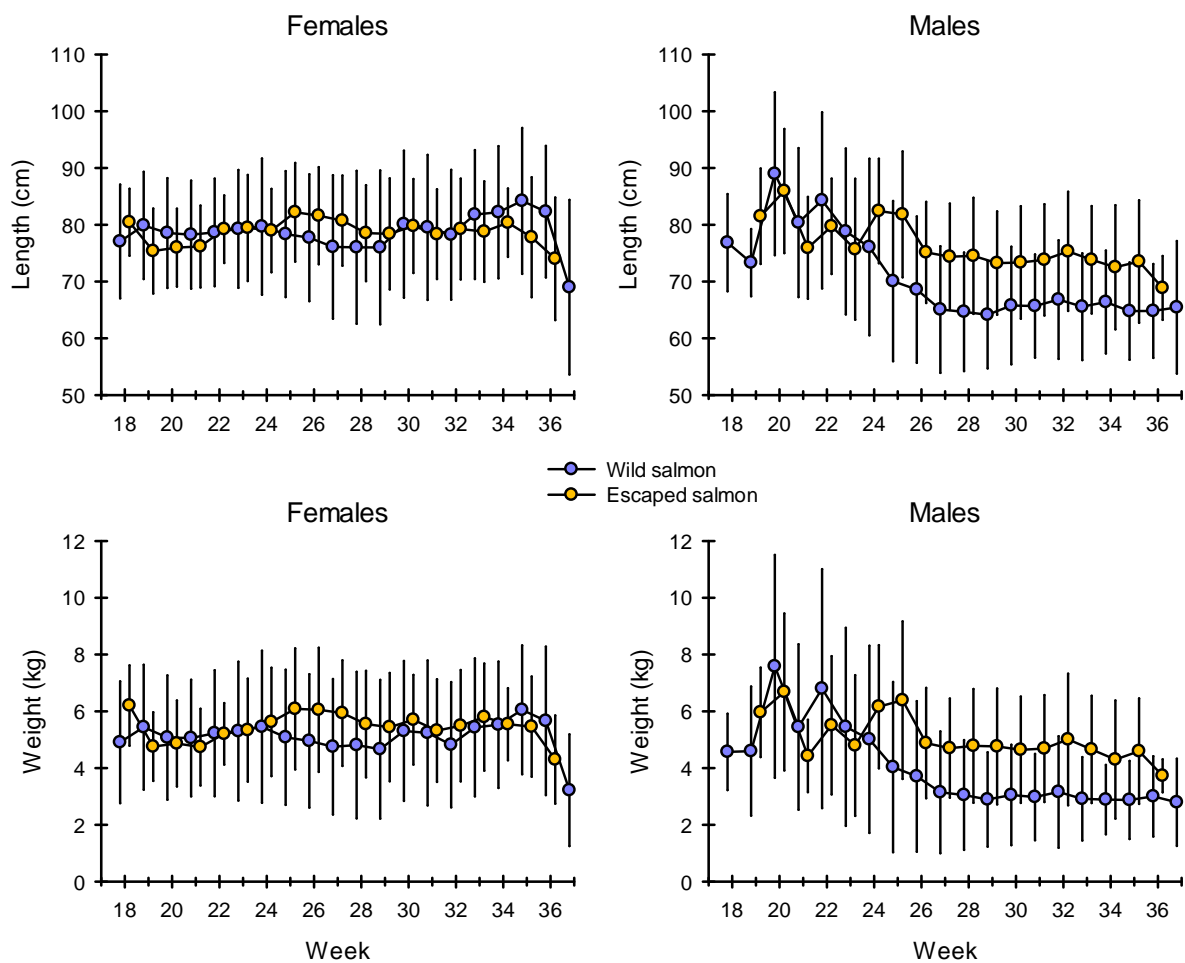 Females
Males
110
100
90
80
70
60
50
Length (cm)
18 20 22 24 26 28 30 32 34 36
110
100
90
80
70
60
50
Length (cm)
18 20 22 24 26 28 30 32 34 36
Wild salmon
Escaped salmon
Females
Males
12
10
8
6
4
2
0
Weight (kg)
18 20 22 24 26 28 30 32 34 36
Week
12
10
8
6
4
2
0
Weight (kg)
18 20 22 24 26 28 30 32 34 36
Week